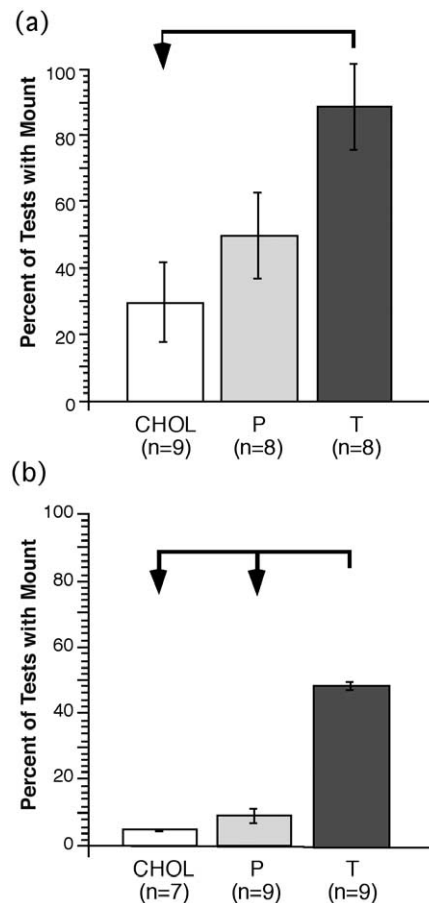 (a)
Percent of Tests with Mount
100
80
60
40
20
0
CHOL P T
(n=9) (n=8) (n=8)
(b)
Percent of Tests with Mount
100
80
60
40
20
0
CHOL P T
(n=7) (n=9) (n=9)